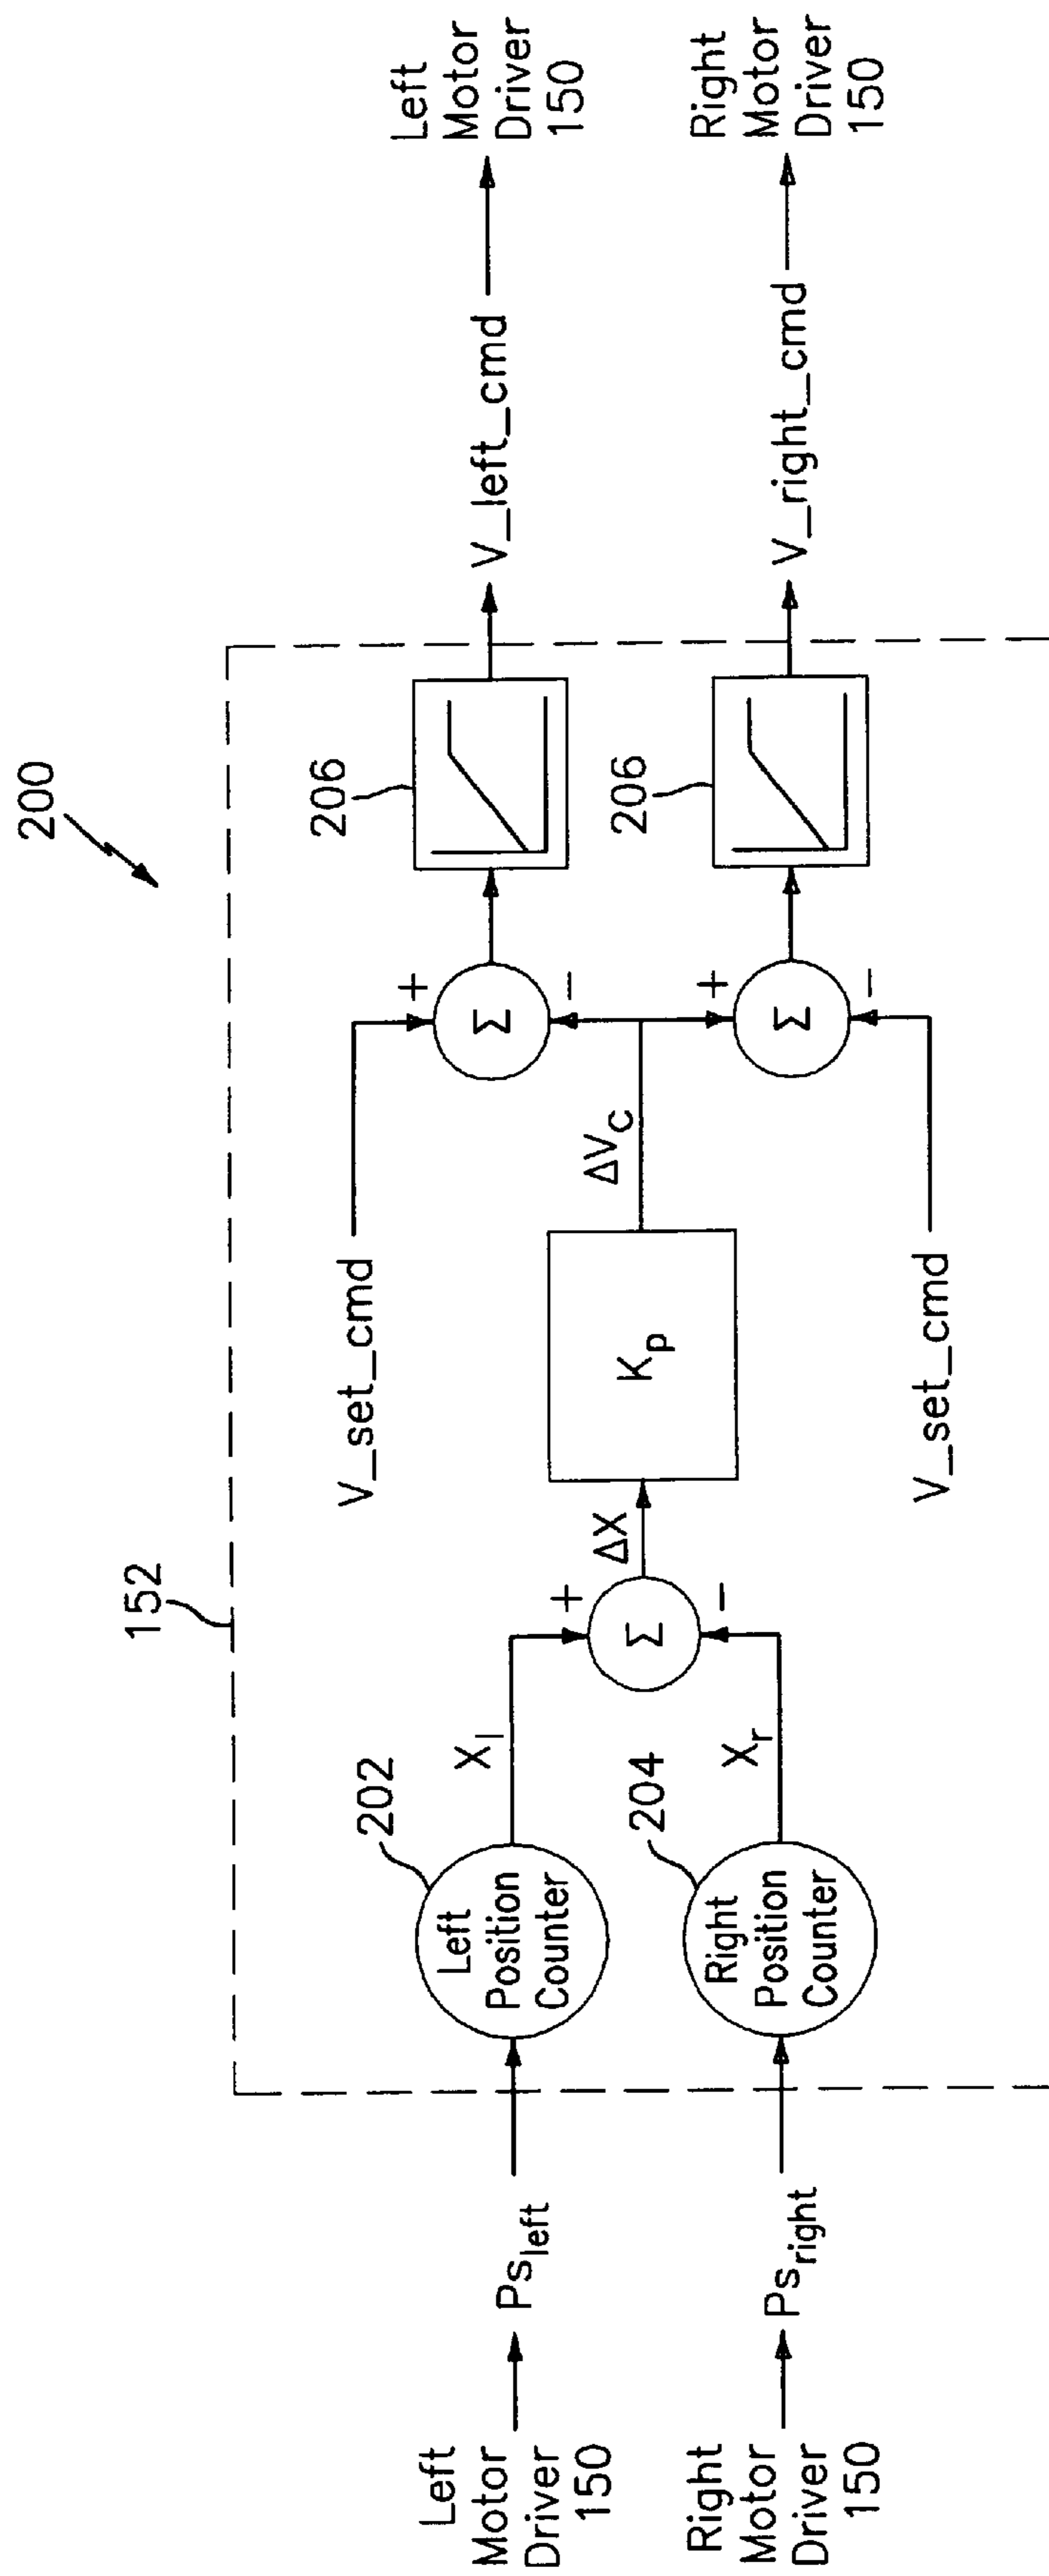 200
152
Left
Motor
Driver
150
Ps_left
202
Left
Position
Counter
X_l
Right
Motor
Driver
150
Ps_right
204
Right
Position
Counter
X_r
+
−
Σ
ΔX
K_p
ΔV_c
V_set_cmd
+
−
Σ
206
V_left_cmd
Left
Motor
Driver
150
V_set_cmd
+
−
Σ
206
V_right_cmd
Right
Motor
Driver
150